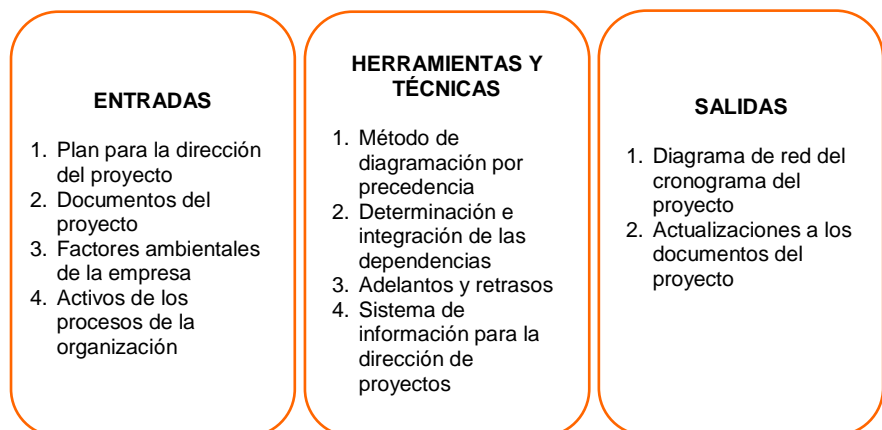 ENTRADAS
1. Plan para la dirección
del proyecto
2. Documentos del
proyecto
3. Factores ambientales
de la empresa
4. Activos de los
procesos de la
organización
HERRAMIENTAS Y
TÉCNICAS
1. Método de
diagramación por
precedencia
2. Determinación e
integración de las
dependencias
3. Adelantos y retrasos
4. Sistema de
información para la
dirección de
proyectos
SALIDAS
1. Diagrama de red del
cronograma del
proyecto
2. Actualizaciones a los
documentos del
proyecto